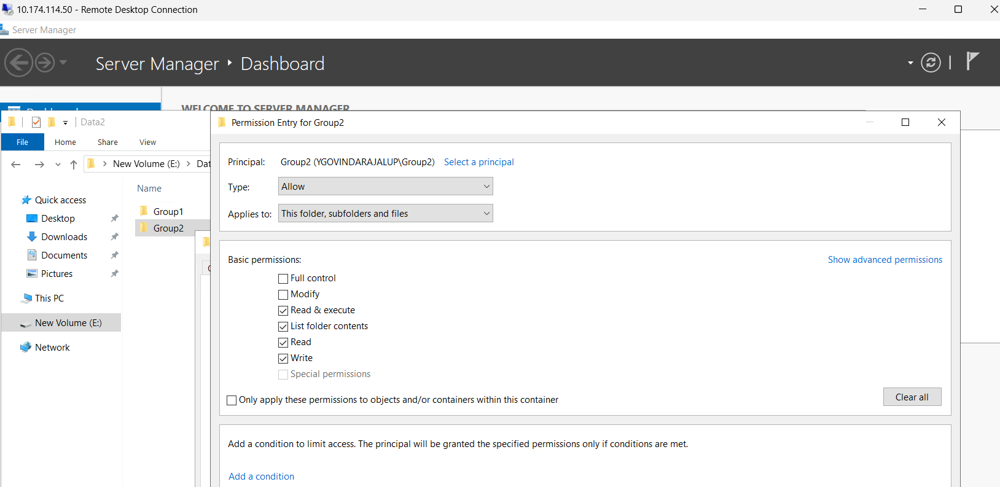 10.174.114.50 - Remote Desktop Connection
Server Manager
Server Manager Dashboard
WELCOME TO SERVER MANAGER
Data2
Permission Entry for Group2
File Home Share View
New Volume (E:)
Name
Quick access
Desktop
Downloads
Documents
Pictures
This PC
New Volume (E:)
Network
Group1
Group2
Principal: Group2 (YGOVINDARAJALUP\Group2) Select a principal
Type: Allow
Applies to: This folder, subfolders and files
Basic permissions: Show advanced permissions
Full control
Modify
Read & execute
List folder contents
Read
Write
Special permissions
Only apply these permissions to objects and/or containers within this container
Clear all
Add a condition to limit access. The principal will be granted the specified permissions only if conditions are met.
Add a condition